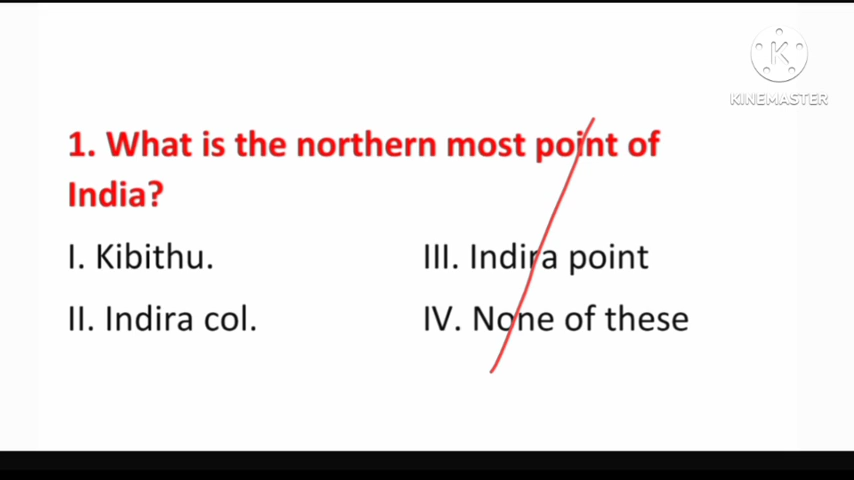 KINEMASTER
1. What is the northern most point of
India?
I. Kibithu. III. Indira point
II. Indira col. IV. None of these